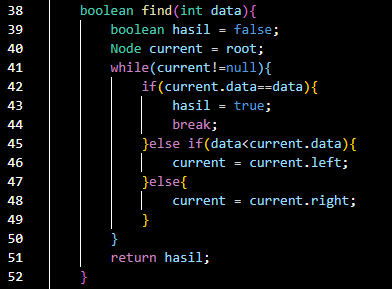 38 boolean find(int data){
39 boolean hasil = false;
40 Node current = root;
41 while(current!=null){
42 if(current.data==data){
43 hasil = true;
44 break;
45 }else if(data<current.data){
46 current = current.left;
47 }else{
48 current = current.right;
49 }
50 }
51 return hasil;
52 }